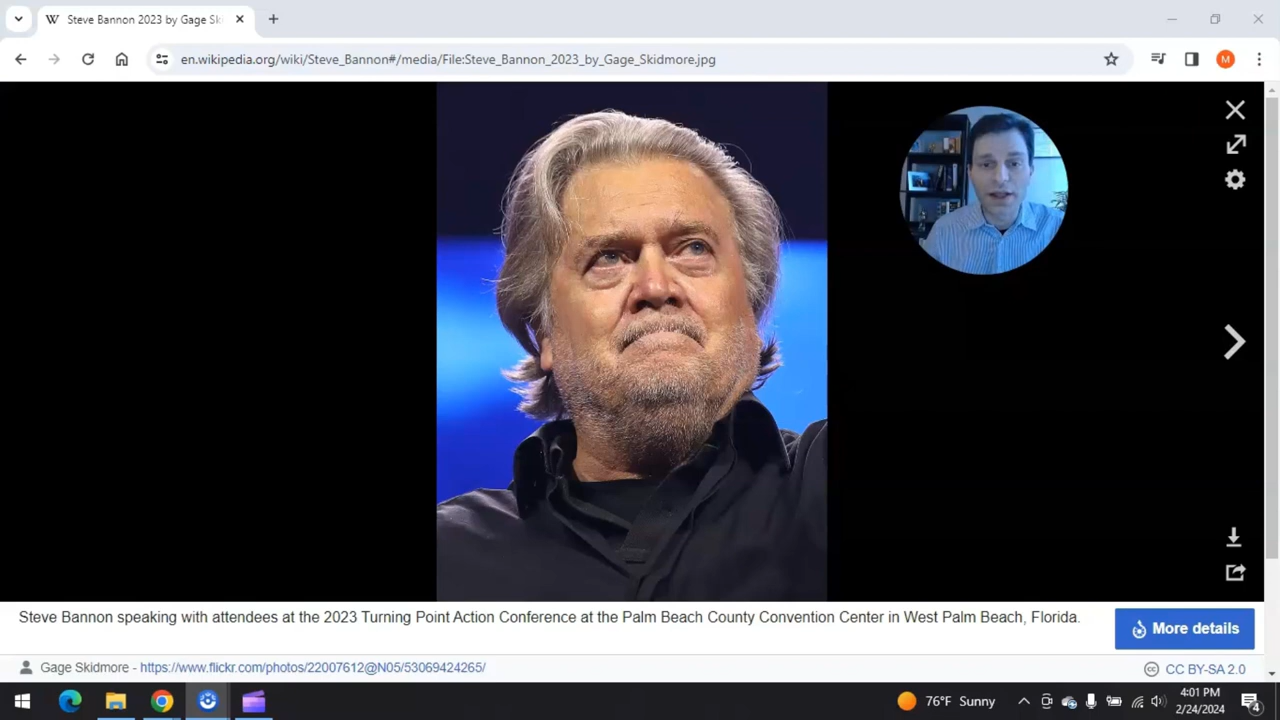 Steve Bannon 2023 by Gage Ski
en.wikipedia.org/wiki/Steve_Bannon#/media/File:Steve_Bannon_2023_by_Gage_Skidmore.jpg
M
Steve Bannon speaking with attendees at the 2023 Turning Point Action Conference at the Palm Beach County Convention Center in West Palm Beach, Florida.
More details
Gage Skidmore - https://www.flickr.com/photos/22007612@N05/53069424265/
CC BY-SA 2.0
76°F Sunny
4:01 PM
2/24/2024
4